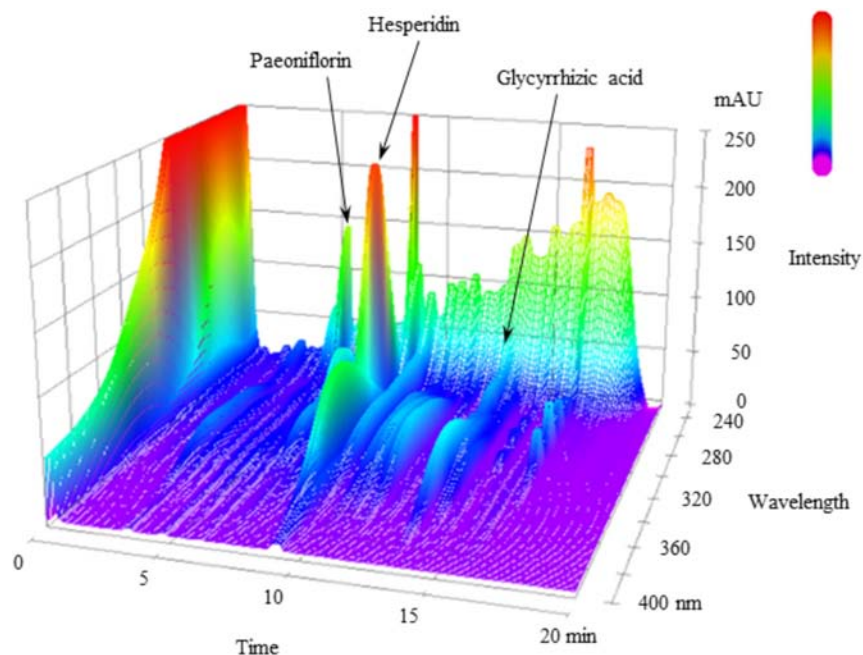 Hesperidin
Paeoniflorin
Glycyrrhizic acid
mAU
250
200
150
Intensity
100
50
0
240
280
320
Wavelength
360
400 nm
0
5
10
15
20 min
Time